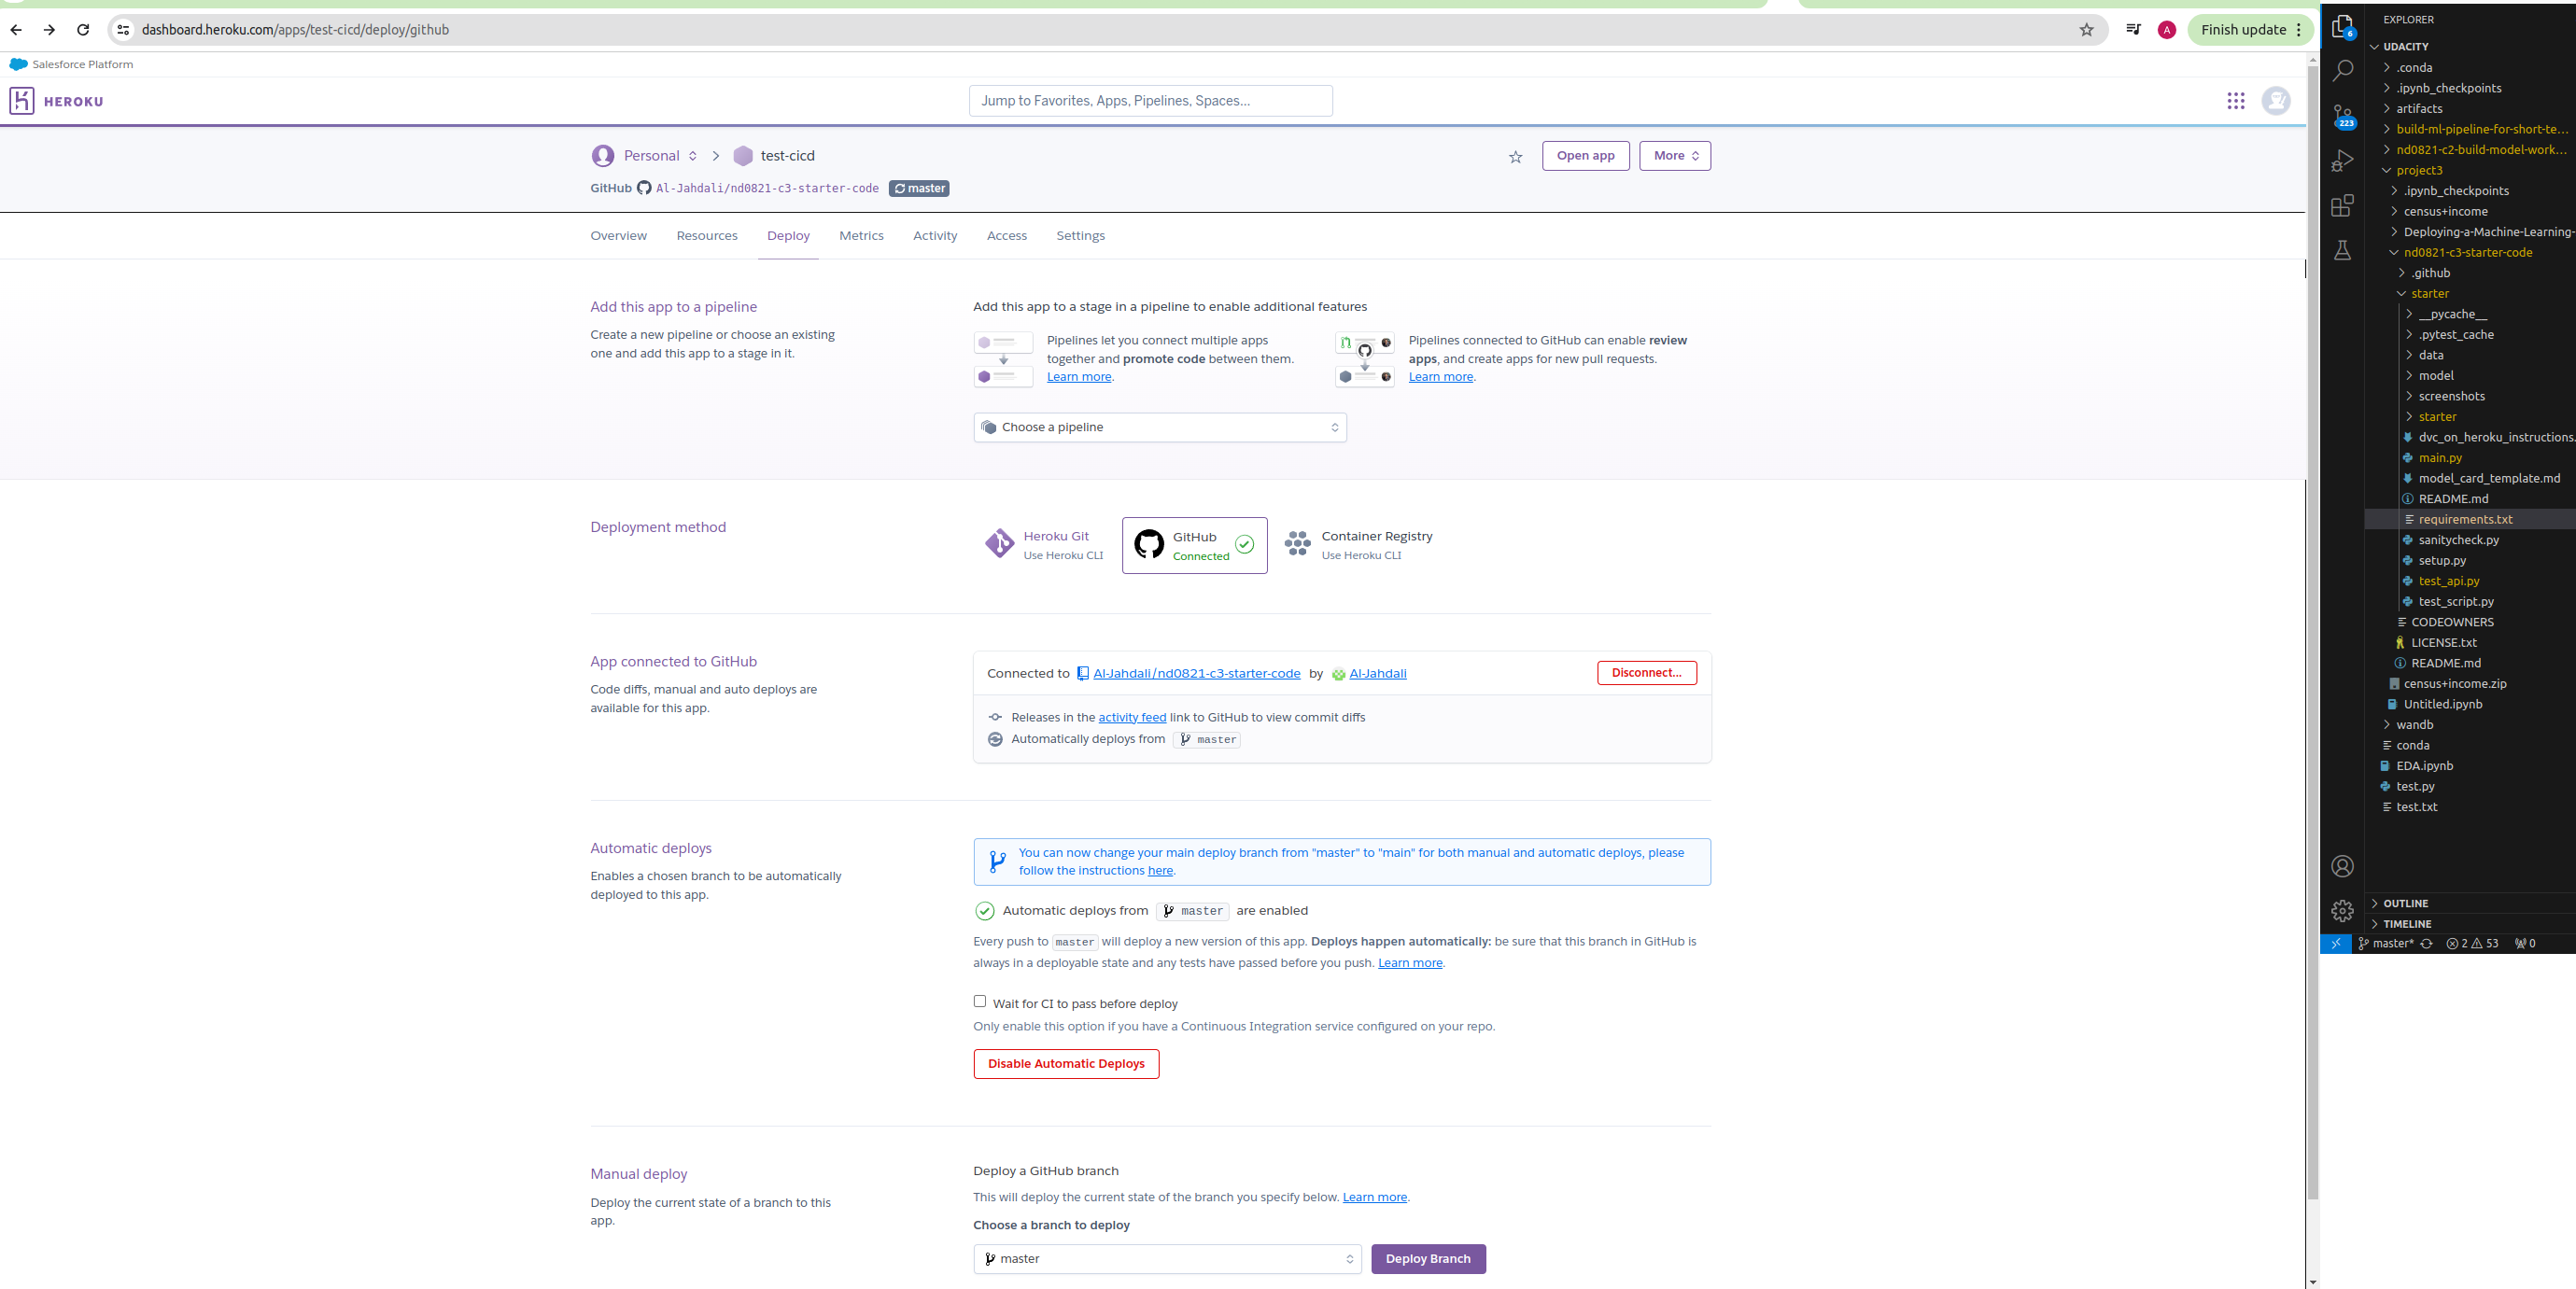 dashboard.heroku.com/apps/test-cicd/deploy/github
A
Finish update
Salesforce Platform
HEROKU
Jump to Favorites, Apps, Pipelines, Spaces...
Personal
test-cicd
Open app
More
GitHub Al-Jahdali/nd0821-c3-starter-code master
Overview
Resources
Deploy
Metrics
Activity
Access
Settings
Add this app to a pipeline
Create a new pipeline or choose an existing
one and add this app to a stage in it.
Add this app to a stage in a pipeline to enable additional features
Pipelines let you connect multiple apps
together and promote code between them.
Learn more.
Pipelines connected to GitHub can enable review
apps, and create apps for new pull requests.
Learn more.
Choose a pipeline
Deployment method
Heroku Git
Use Heroku CLI
GitHub
Connected
Container Registry
Use Heroku CLI
App connected to GitHub
Code diffs, manual and auto deploys are
available for this app.
Connected to Al-Jahdali/nd0821-c3-starter-code by Al-Jahdali
Disconnect...
Releases in the activity feed link to GitHub to view commit diffs
Automatically deploys from master
Automatic deploys
Enables a chosen branch to be automatically
deployed to this app.
You can now change your main deploy branch from "master" to "main" for both manual and automatic deploys, please
follow the instructions here.
Automatic deploys from master are enabled
Every push to master will deploy a new version of this app. Deploys happen automatically: be sure that this branch in GitHub is
always in a deployable state and any tests have passed before you push. Learn more.
Wait for CI to pass before deploy
Only enable this option if you have a Continuous Integration service configured on your repo.
Disable Automatic Deploys
Manual deploy
Deploy the current state of a branch to this
app.
Deploy a GitHub branch
This will deploy the current state of the branch you specify below. Learn more.
Choose a branch to deploy
master
Deploy Branch
6
223
EXPLORER
UDACITY
.conda
.ipynb_checkpoints
artifacts
build-ml-pipeline-for-short-te...
nd0821-c2-build-model-work...
project3
.ipynb_checkpoints
census+income
Deploying-a-Machine-Learning-
nd0821-c3-starter-code
.github
starter
__pycache__
.pytest_cache
data
model
screenshots
starter
dvc_on_heroku_instructions.
main.py
model_card_template.md
README.md
requirements.txt
sanitycheck.py
setup.py
test_api.py
test_script.py
CODEOWNERS
LICENSE.txt
README.md
census+income.zip
Untitled.ipynb
wandb
conda
EDA.ipynb
test.py
test.txt
OUTLINE
TIMELINE
master* 2 53 0